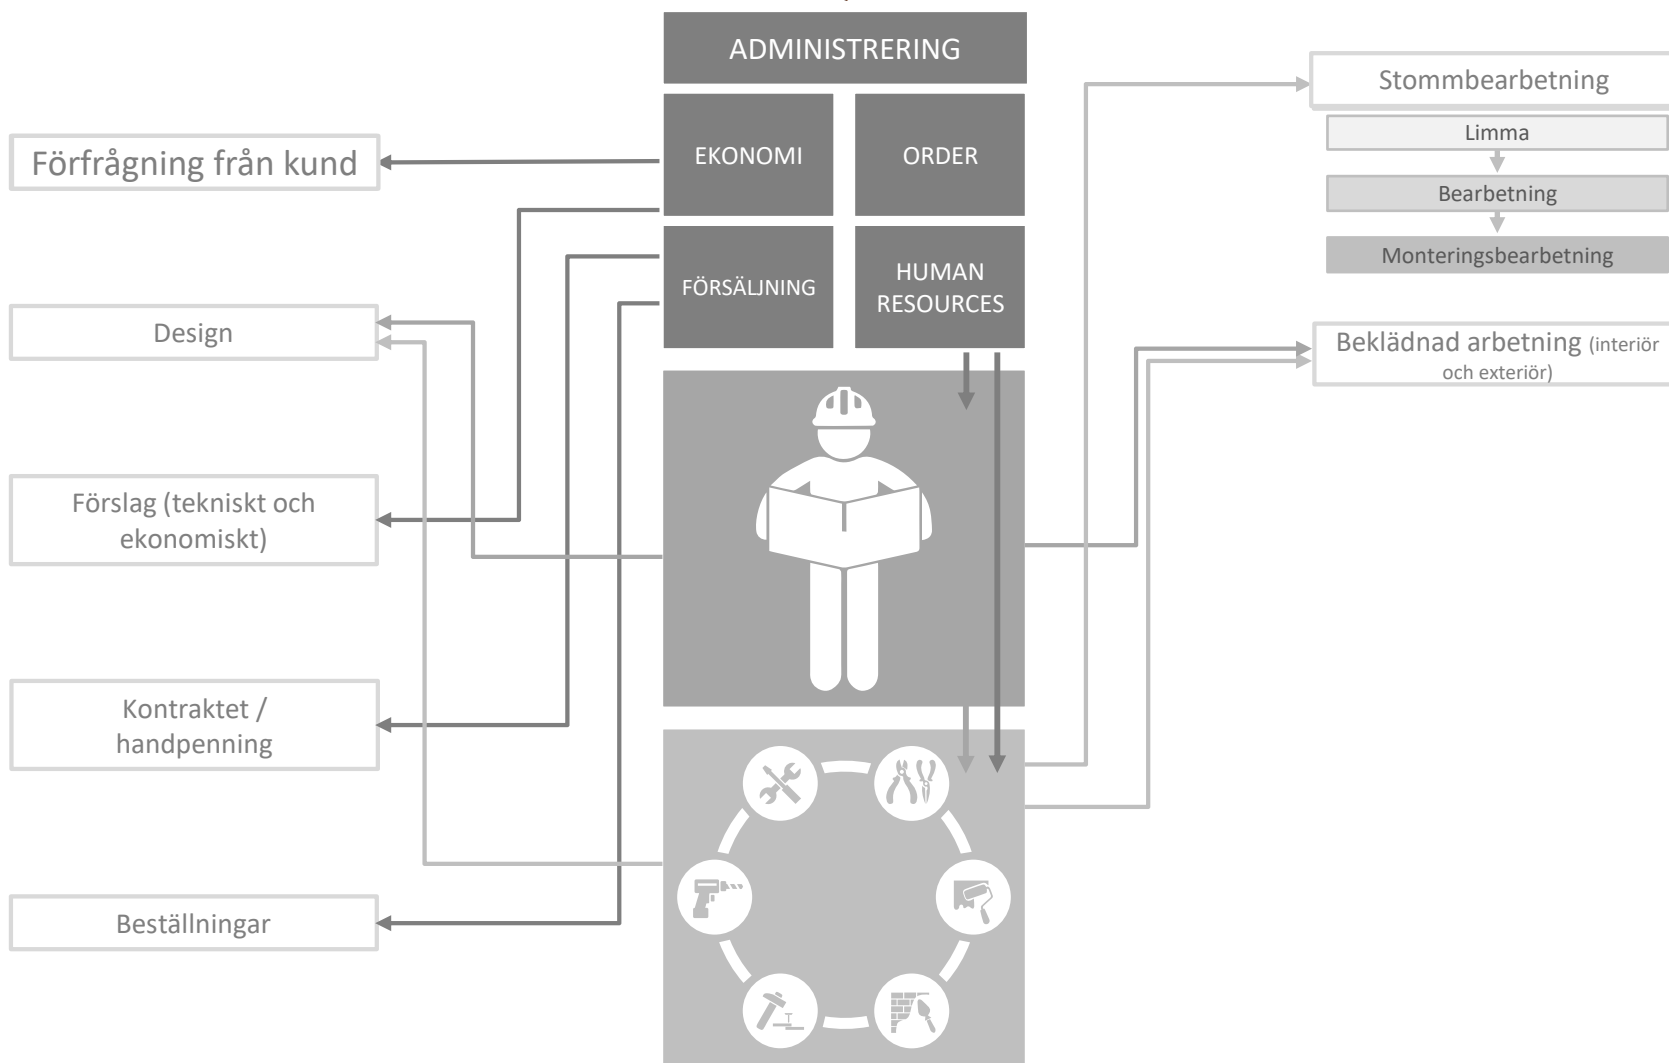 ADMINISTRERING
EKONOMI
ORDER
FÖRSÄLJNING
HUMAN
RESOURCES
Förfrågning från kund
Design
Förslag (tekniskt och
ekonomiskt)
Kontraktet /
handpenning
Beställningar
Stommbearbetning
Limma
Bearbetning
Monteringsbearbetning
Beklädnad arbetning (interiör
och exteriör)